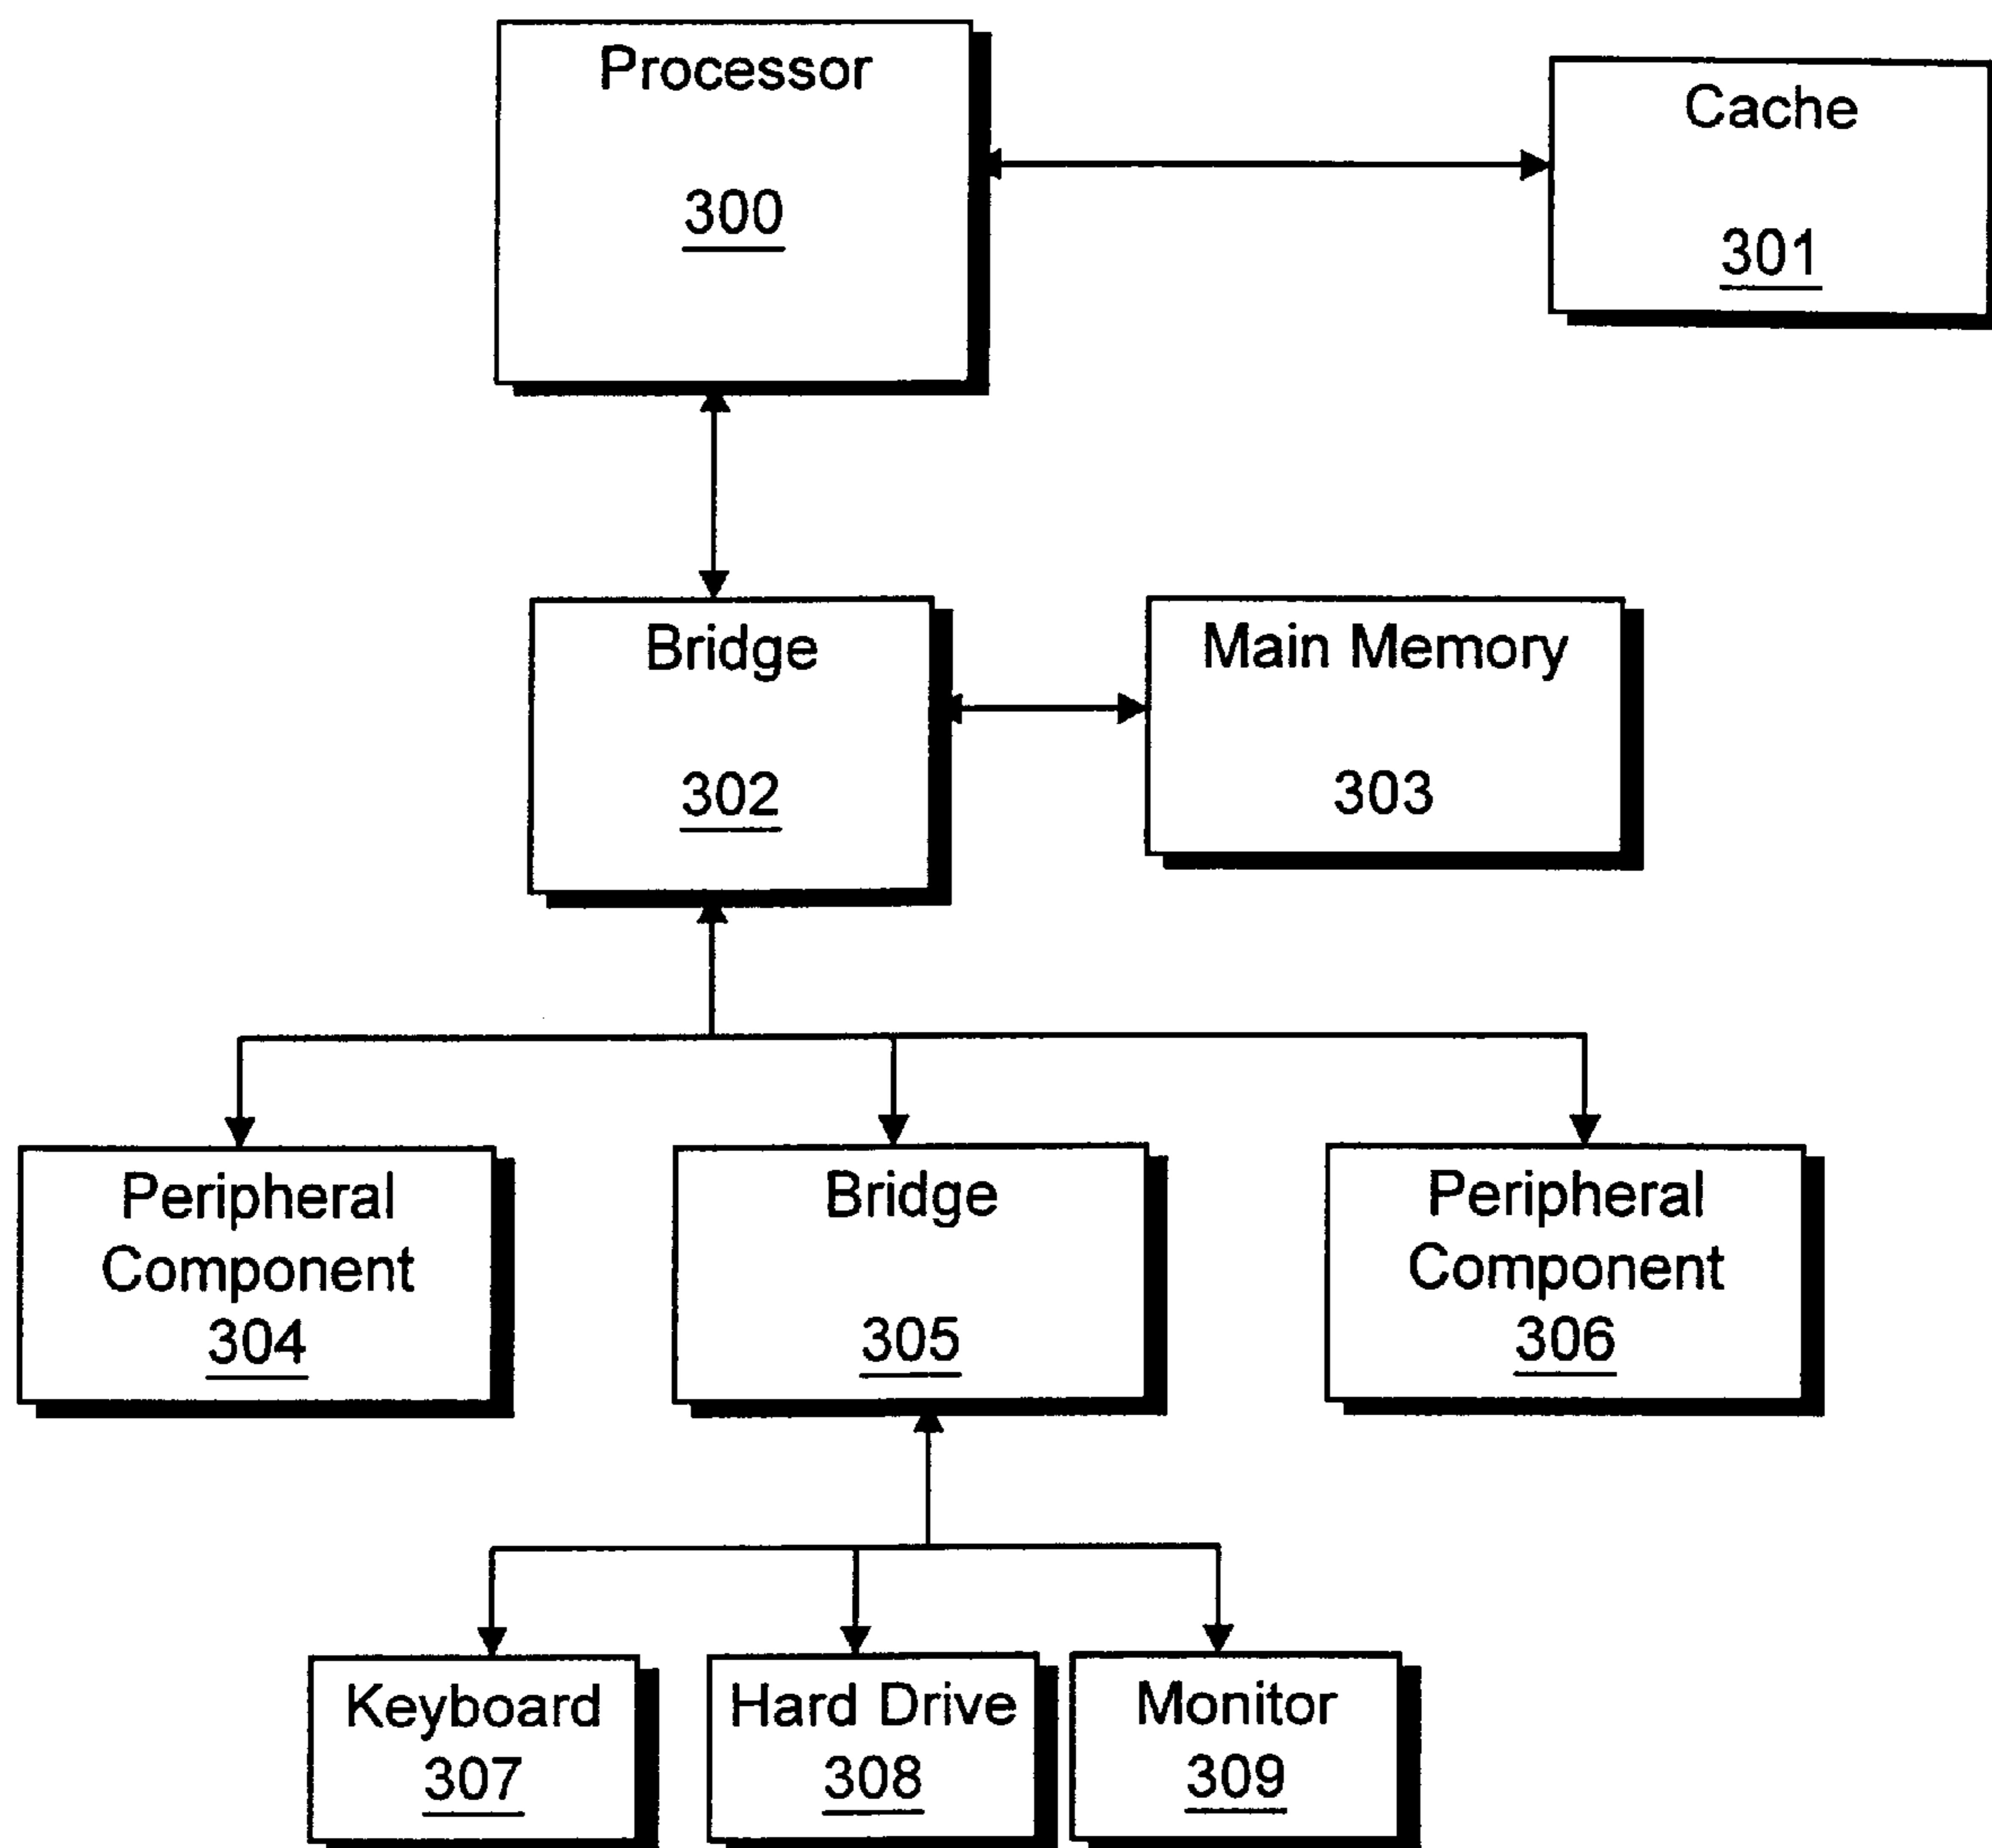 Processor
300
Cache
301
Bridge
302
Main Memory
303
Peripheral
Component
304
Bridge
305
Peripheral
Component
306
Keyboard
307
Hard Drive
308
Monitor
309